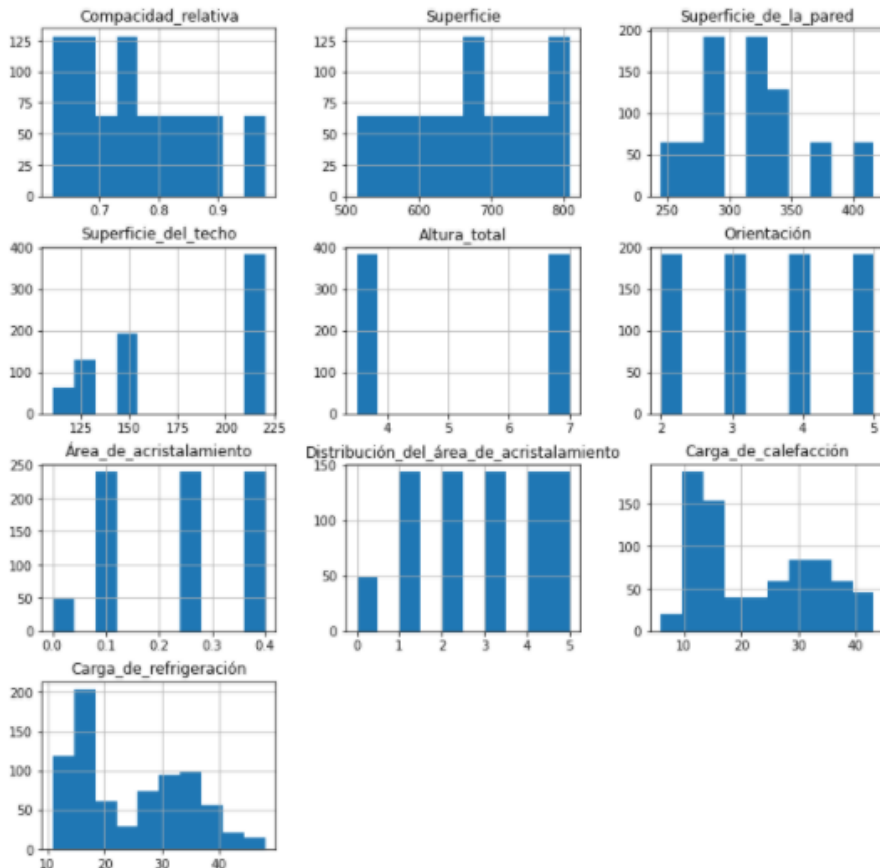 Compacidad_relativa
125
100
75
50
25
0
0.7 0.8 0.9
Superficie
125
100
75
50
25
0
500 600 700 800
Superficie_de_la_pared
200
150
100
50
0
250 300 350 400
Superficie_del_techo
400
300
200
100
0
125 150 175 200 225
Altura_total
400
300
200
100
0
4 5 6 7
Orientación
200
150
100
50
0
2 3 4 5
Área_de_acristalamiento
250
200
150
100
50
0
0.0 0.1 0.2 0.3 0.4
Distribución_del_área_de_acristalamiento
150
100
50
0
0 1 2 3 4 5
Carga_de_calefacción
150
100
50
0
10 20 30 40
Carga_de_refrigeración
200
150
100
50
0
10 20 30 40